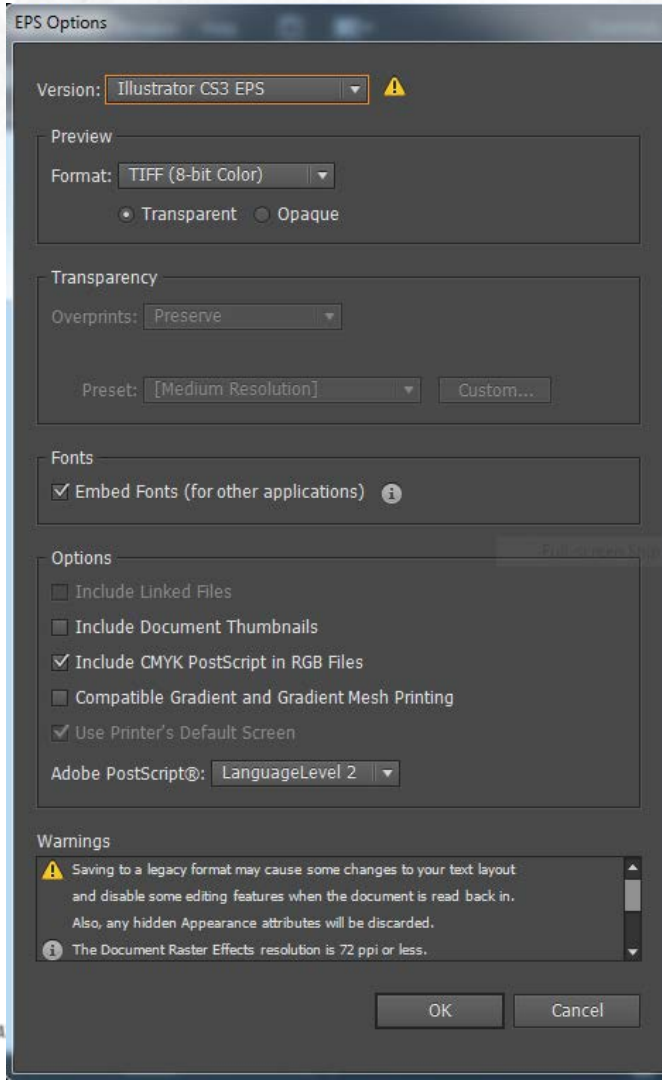 EPS Options
Version: Illustrator CS3 EPS
Preview
Format: TIFF (8-bit Color)
Transparent Opaque
Transparency
Overprints: Preserve
Preset: [Medium Resolution] Custom...
Fonts
Embed Fonts (for other applications)
Options
Include Linked Files
Include Document Thumbnails
Include CMYK PostScript in RGB Files
Compatible Gradient and Gradient Mesh Printing
Use Printer's Default Screen
Adobe PostScript®: LanguageLevel 2
Warnings
Saving to a legacy format may cause some changes to your text layout
and disable some editing features when the document is read back in.
Also, any hidden Appearance attributes will be discarded.
The Document Raster Effects resolution is 72 ppi or less.
OK Cancel